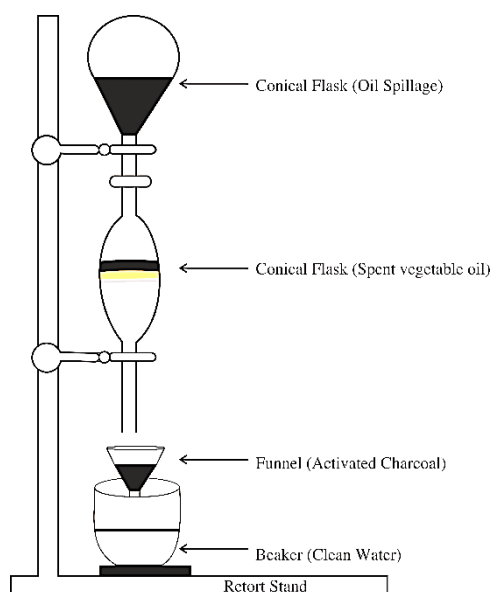 Conical Flask (Oil Spillage)
Conical Flask (Spent vegetable oil)
Funnel (Activated Charcoal)
Beaker (Clean Water)
Retort Stand